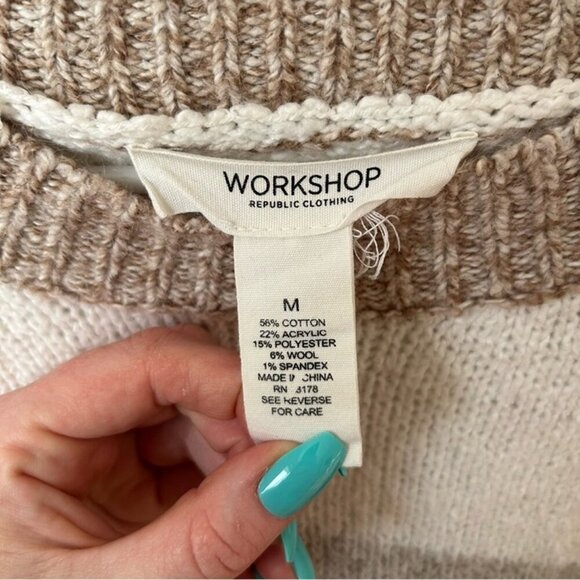 WORKSHOP
REPUBLIC CLOTHING
M
56% COTTON
22% ACRYLIC
15% POLYESTER
6% WOOL
1% SPANDEX
MADE IN CHINA
RN
SEE REVERSE
FOR CARE